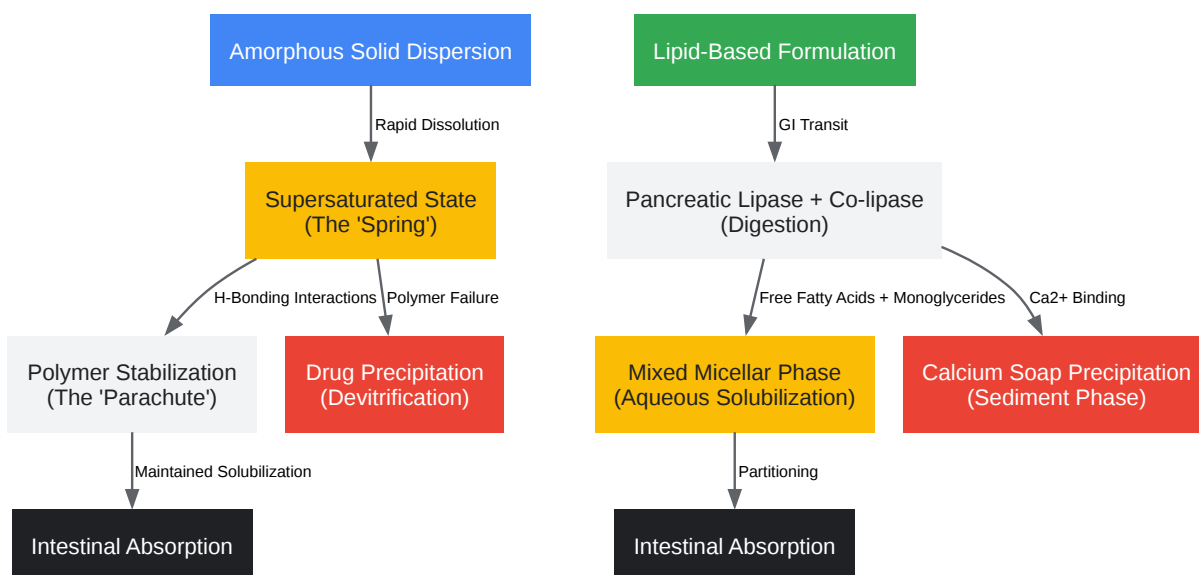 Amorphous Solid Dispersion
Lipid-Based Formulation
Rapid Dissolution
GI Transit
Supersaturated State
(The 'Spring')
Pancreatic Lipase + Co-lipase
(Digestion)
H-Bonding Interactions
Polymer Failure
Free Fatty Acids + Monoglycerides
Ca2+ Binding
Polymer Stabilization
(The 'Parachute')
Drug Precipitation
(Devitrification)
Mixed Micellar Phase
(Aqueous Solubilization)
Calcium Soap Precipitation
(Sediment Phase)
Maintained Solubilization
Partitioning
Intestinal Absorption
Intestinal Absorption